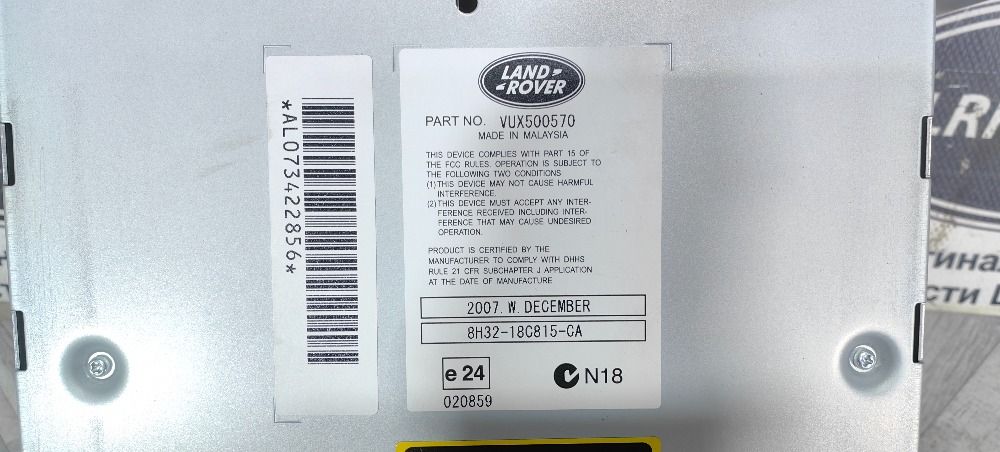 *AL073422856*
LAND-
-ROVER
PART NO. VUX500570
MADE IN MALAYSIA
THIS DEVICE COMPLIES WITH PART 15 OF
THE FCC RULES. OPERATION IS SUBJECT TO
THE FOLLOWING TWO CONDITIONS
(1)THIS DEVICE MAY NOT CAUSE HARMFUL
INTERFERENCE.
(2)THIS DEVICE MUST ACCEPT ANY INTER-
FERENCE RECEIVED INCLUDING INTER-
FERENCE THAT MAY CAUSE UNDESIRED
OPERATION.
PRODUCT IS CERTIFIED BY THE
MANUFACTURER TO COMPLY WITH DHHS
RULE 21 CFR SUBCHAPTER J APPLICATION
AT THE DATE OF MANUFACTURE
2007. W. DECEMBER
8H32-18C815-CA
e 24
N18
020859